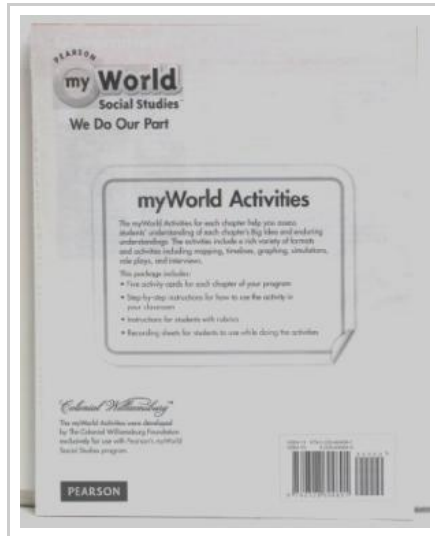 PEARSON
my World
Social Studies
We Do Our Part
myWorld Activities
The myWorld Activities for each chapter help you assess
students' understanding of each chapter's Big Idea and enduring
understandings. The activities include a rich variety of formats
and activities including mapping, timelines, graphing, simulations,
role plays, and interviews.
This package includes:
• Five activity cards for each chapter of your program
• Step-by-step instructions for how to use the activity in
your classroom
• Instructions for students with rubrics
• Recording sheets for students to use while doing the activities
Colonial Williamsburg
The myWorld Activities were developed
by The Colonial Williamsburg Foundation
exclusively for use with Pearson's myWorld
Social Studies program.
PEARSON